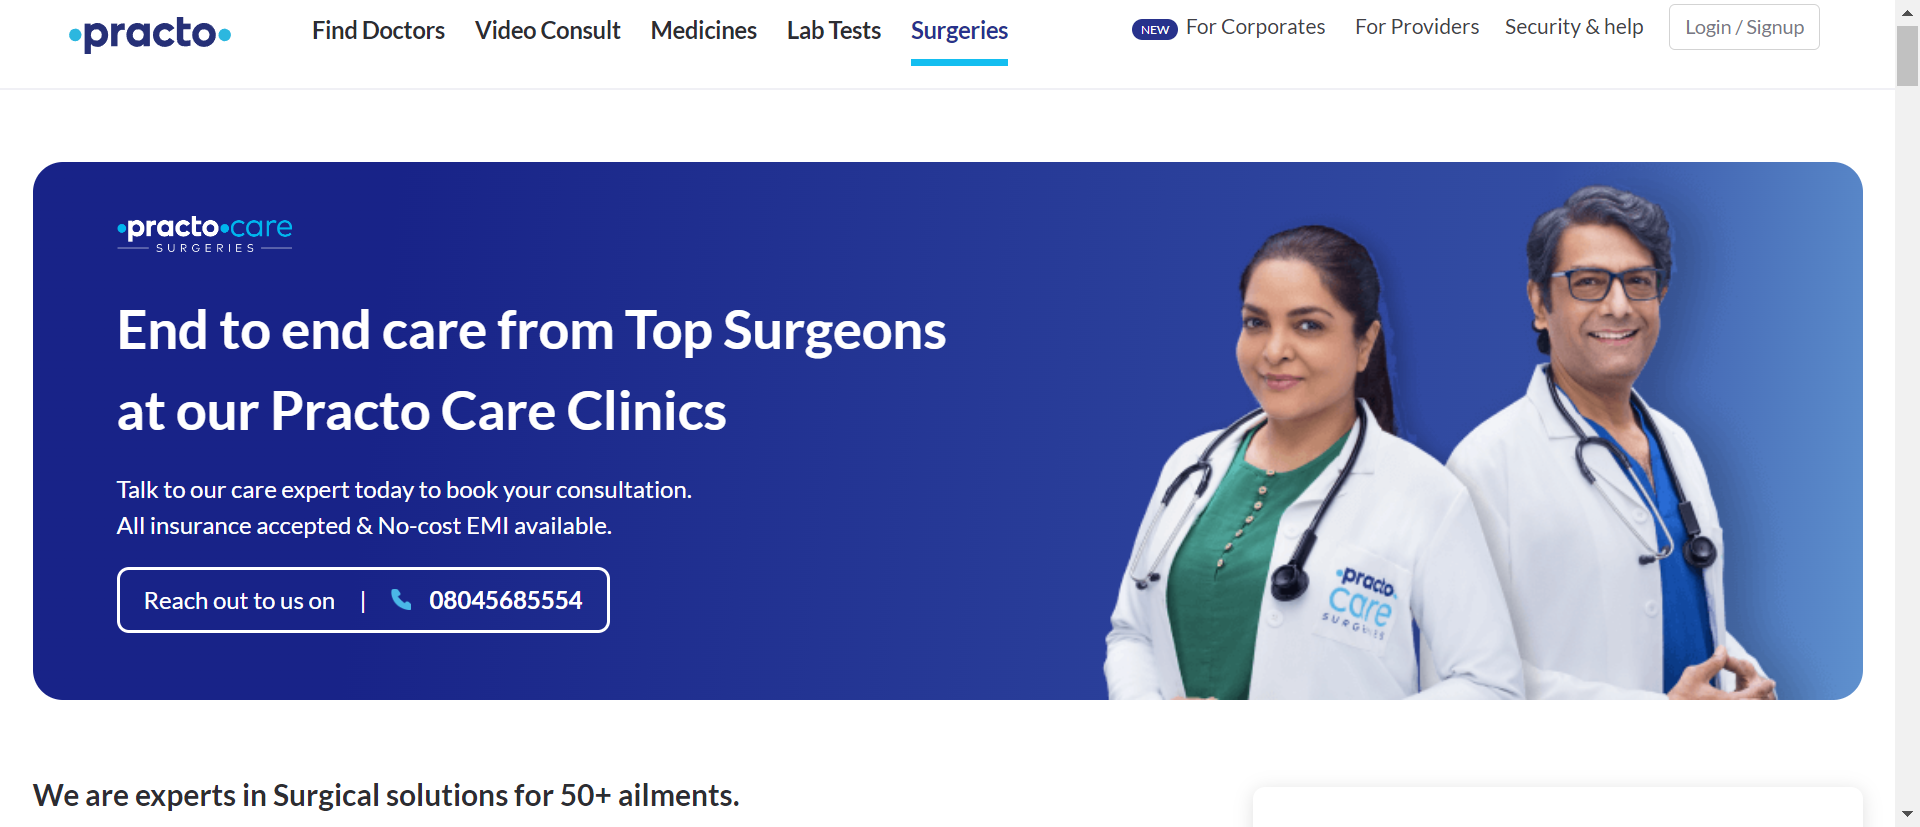 practo
Find Doctors
Video Consult
Medicines
Lab Tests
Surgeries
NEW For Corporates
For Providers
Security & help
Login / Signup
practo care
SURGERIES
End to end care from Top Surgeons
at our Practo Care Clinics
Talk to our care expert today to book your consultation.
All insurance accepted & No-cost EMI available.
Reach out to us on | 08045685554
practo
care
SURGERIES
We are experts in Surgical solutions for 50+ ailments.